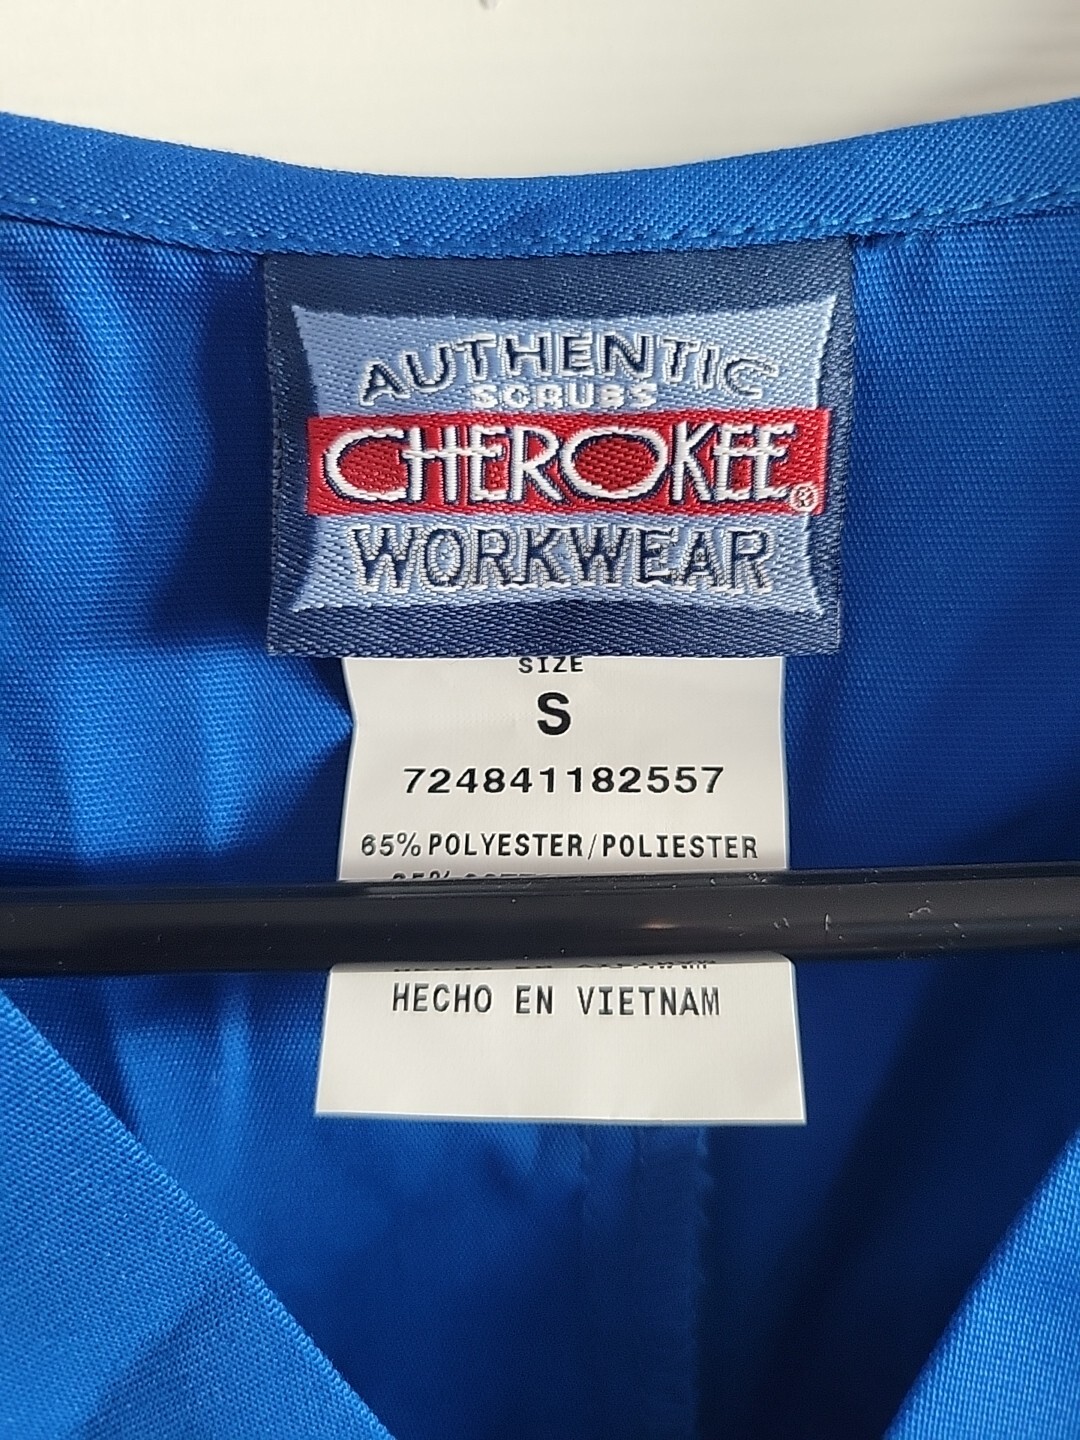 AUTHENTIC
SCRUBS
CHEROKEE®
WORKWEAR
SIZE
S
724841182557
65% POLYESTER/POLIESTER
HECHO EN VIETNAM